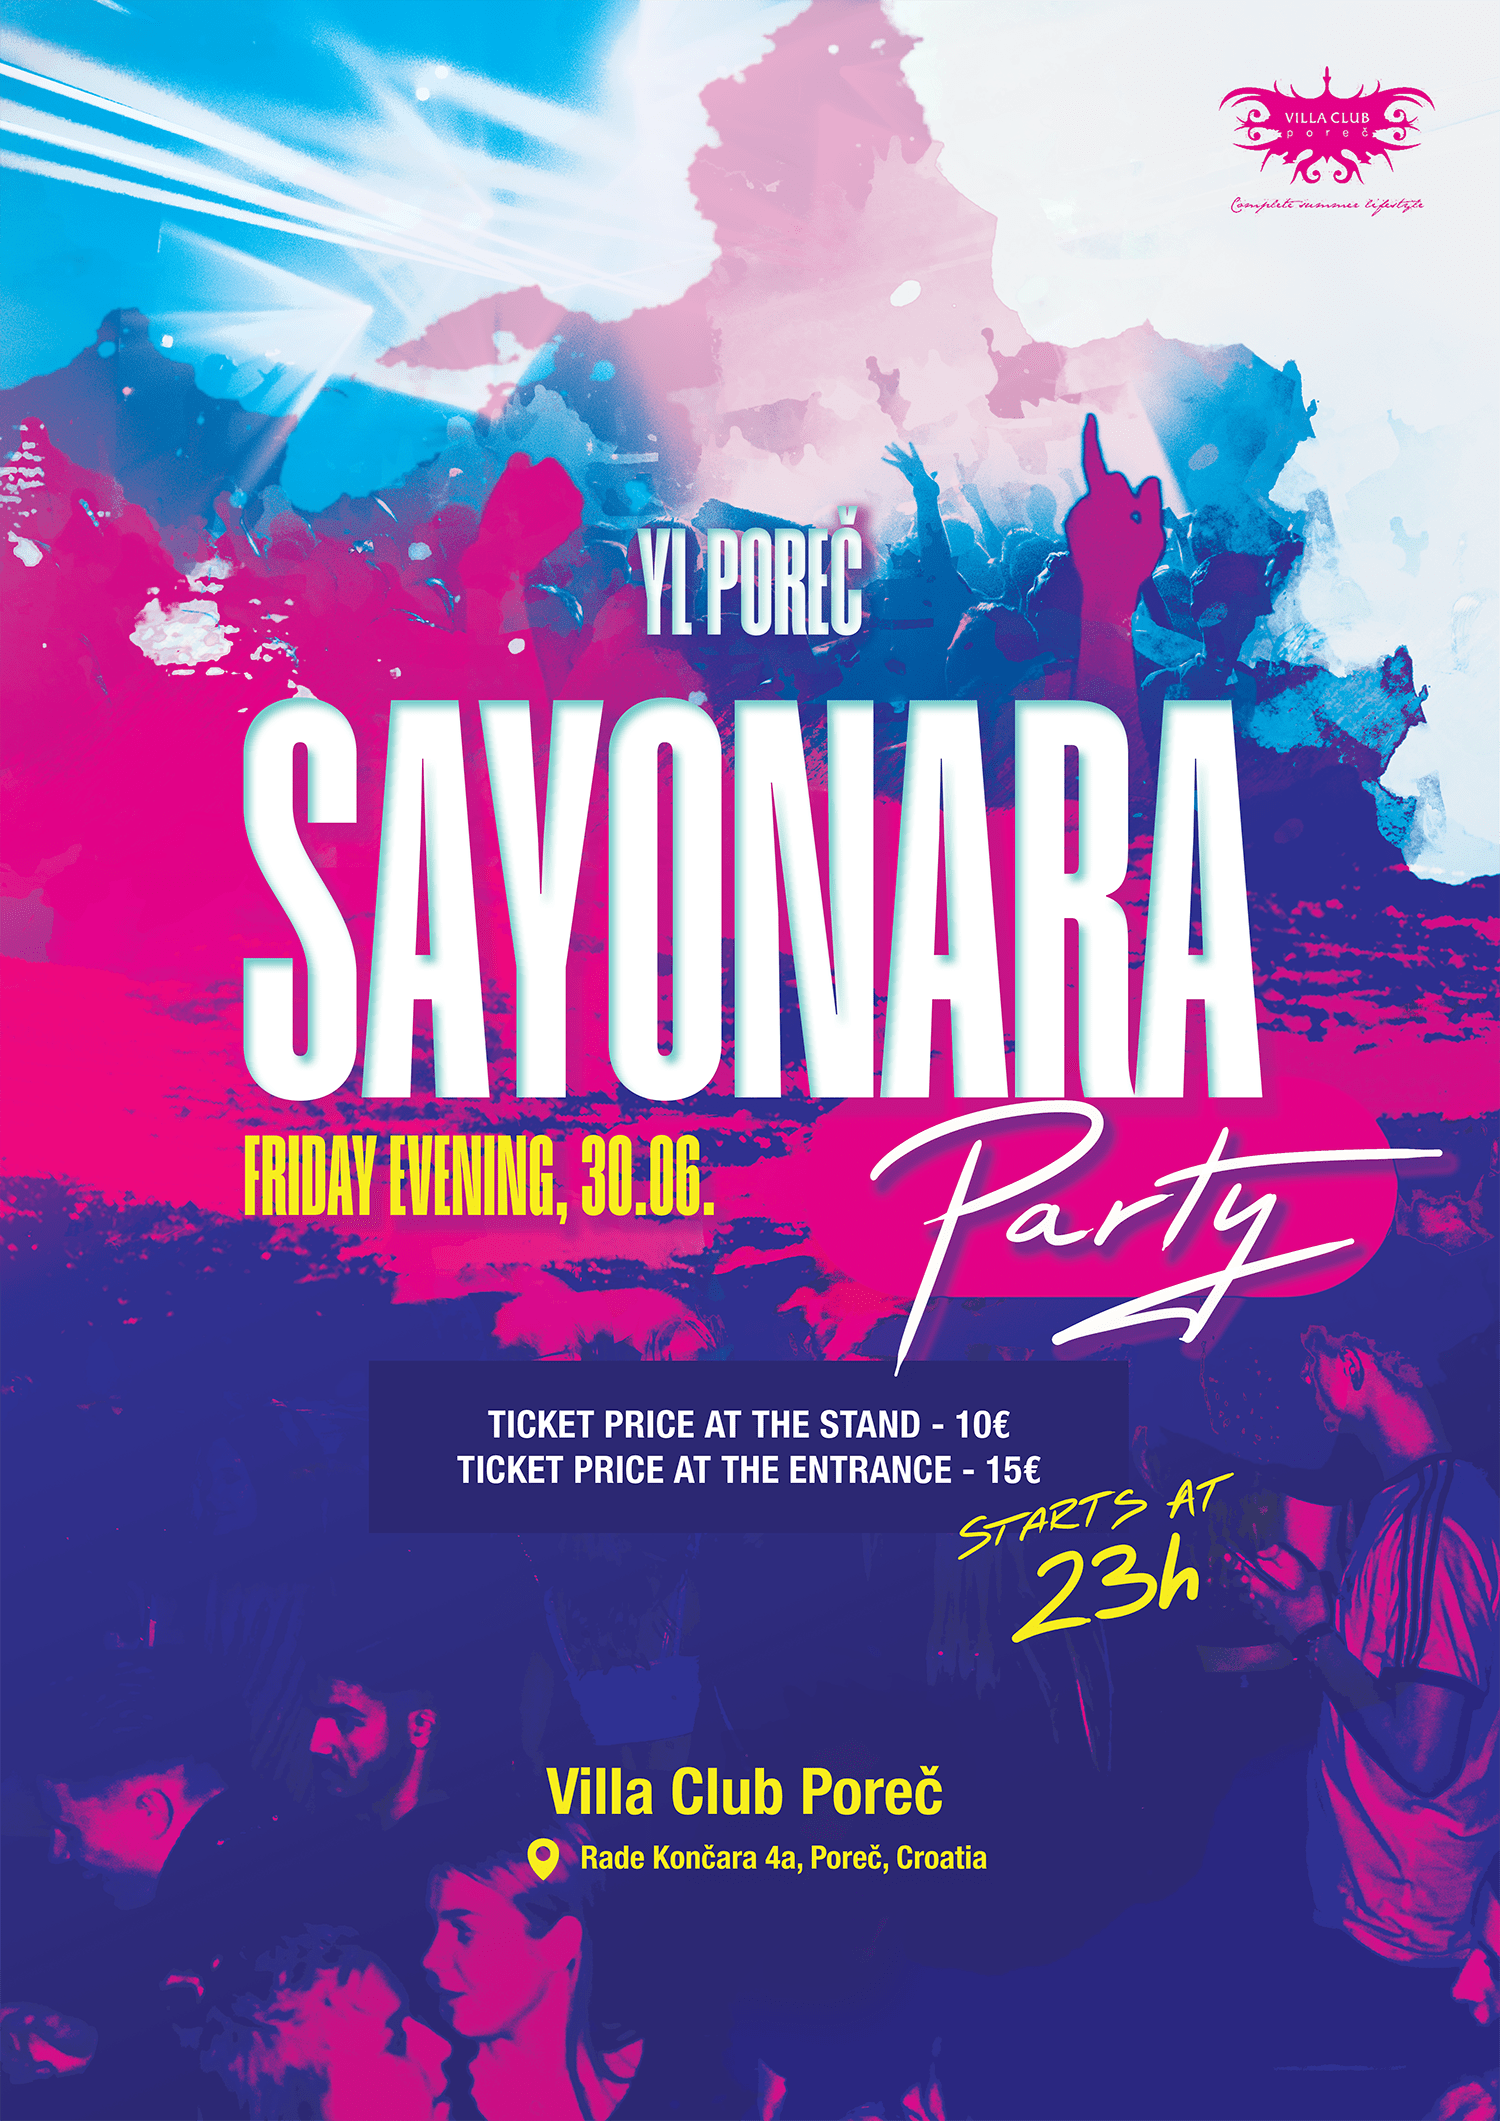 VILLA CLUB
poreč
Complete summer lifestyle
YL POREČ
SAYONARA
FRIDAY EVENING, 30.06.
Party
TICKET PRICE AT THE STAND - 10€
TICKET PRICE AT THE ENTRANCE - 15€
STARTS AT
23h
Villa Club Poreč
Rade Končara 4a, Poreč, Croatia